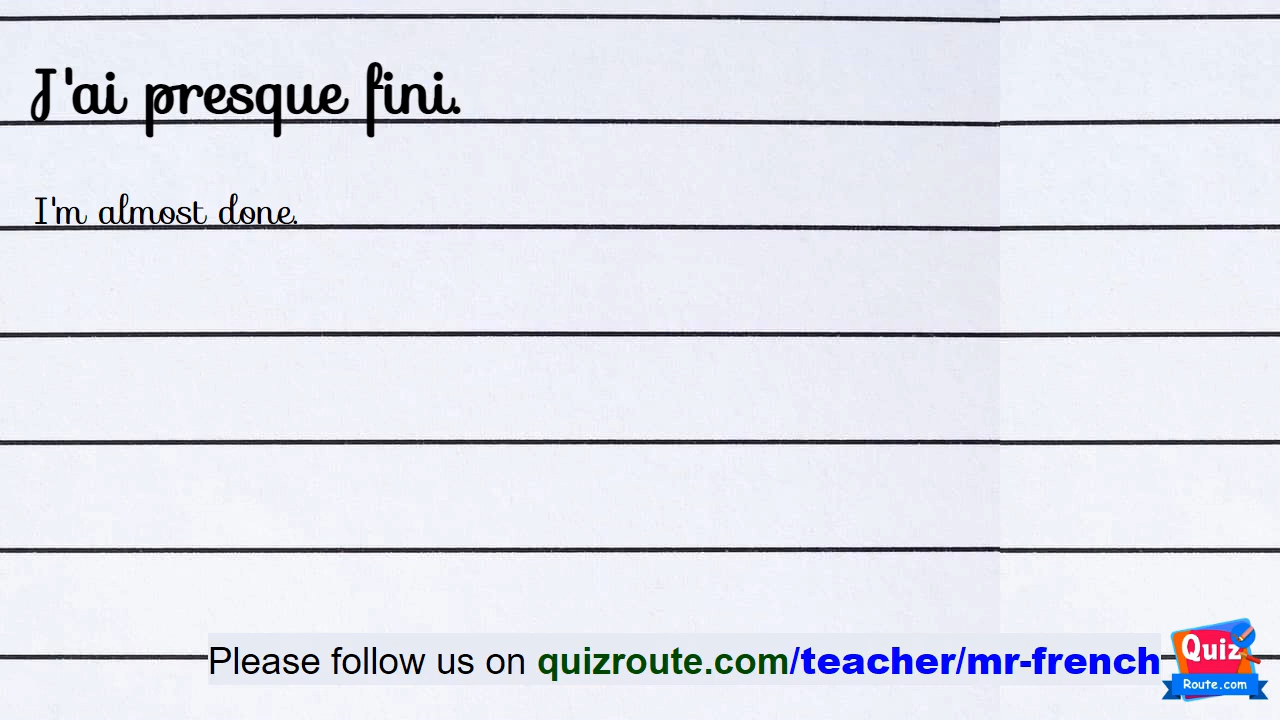 J'ai presque fini.
I'm almost done.
Please follow us on quizroute.com/teacher/mr-french
Quiz
Route.com